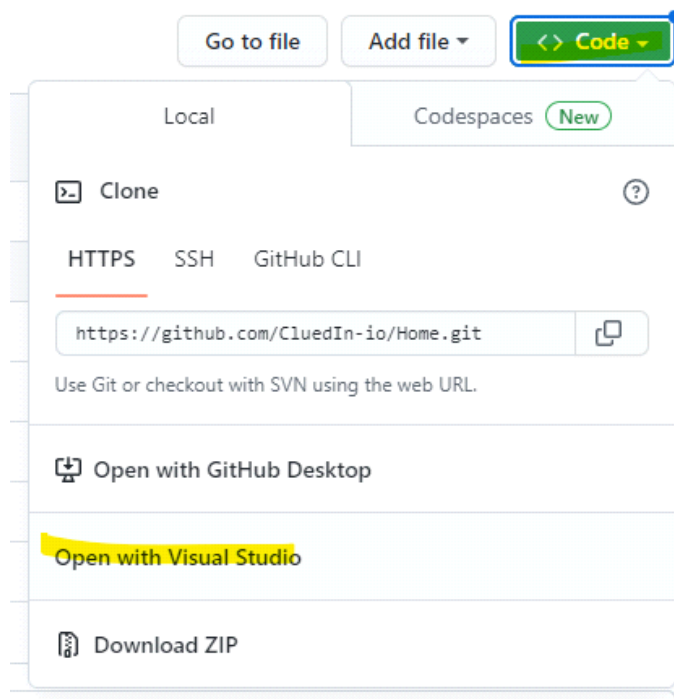 Go to file Add file Code
Local Codespaces New
Clone
HTTPS SSH GitHub CLI
https://github.com/CluedIn-io/Home.git
Use Git or checkout with SVN using the web URL.
Open with GitHub Desktop
Open with Visual Studio
Download ZIP